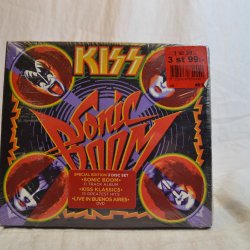 KISS
3 st 99:-
Sonic
BOOM
SPECIAL EDITION 3 DISC SET
•SONIC BOOM•
11 TRACK ALBUM
•KISS KLASSICS•
15 GREATEST HITS
•LIVE IN BUENOS AIRES•
DVD